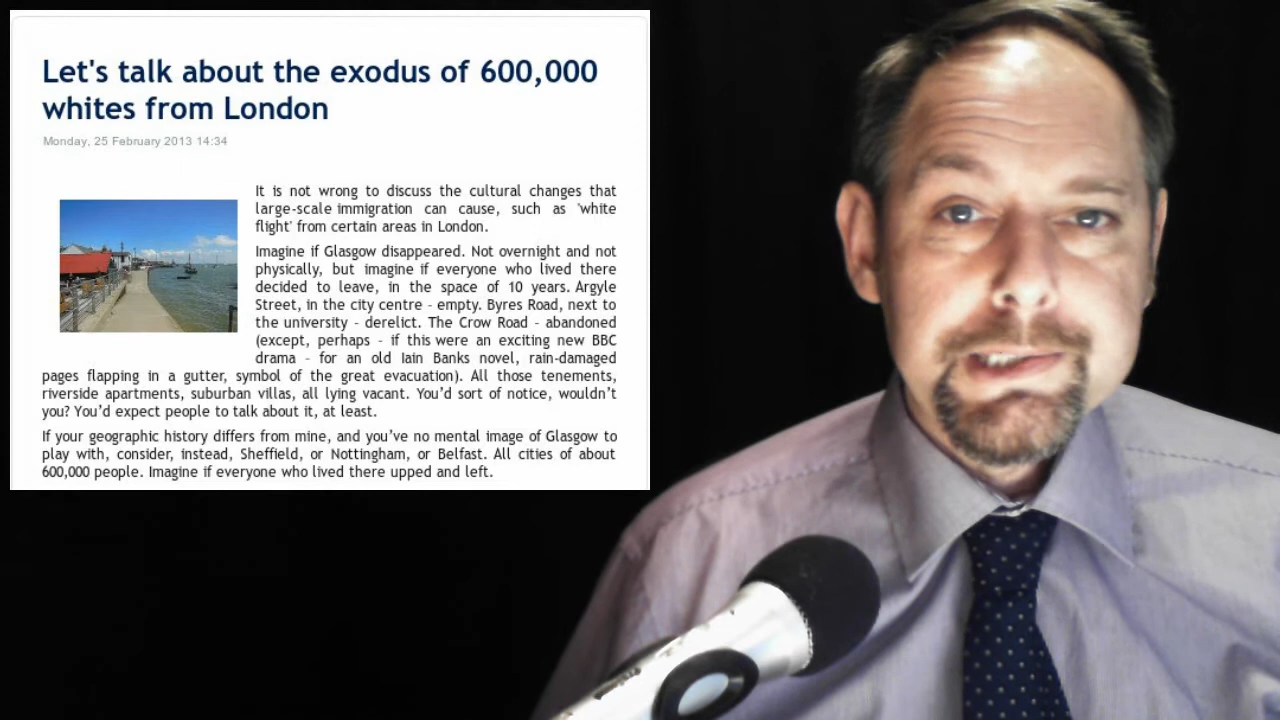 Let's talk about the exodus of 600,000
whites from London
Monday, 25 February 2013 14:34
It is not wrong to discuss the cultural changes that
large-scale immigration can cause, such as 'white
flight' from certain areas in London.
Imagine if Glasgow disappeared. Not overnight and not
physically, but imagine if everyone who lived there
decided to leave, in the space of 10 years. Argyle
Street, in the city centre - empty. Byres Road, next to
the university - derelict. The Crow Road - abandoned
(except, perhaps - if this were an exciting new BBC
drama - for an old Iain Banks novel, rain-damaged
pages flapping in a gutter, symbol of the great evacuation). All those tenements,
riverside apartments, suburban villas, all lying vacant. You'd sort of notice, wouldn't
you? You'd expect people to talk about it, at least.
If your geographic history differs from mine, and you've no mental image of Glasgow to
play with, consider, instead, Sheffield, or Nottingham, or Belfast. All cities of about
600,000 people. Imagine if everyone who lived there upped and left.